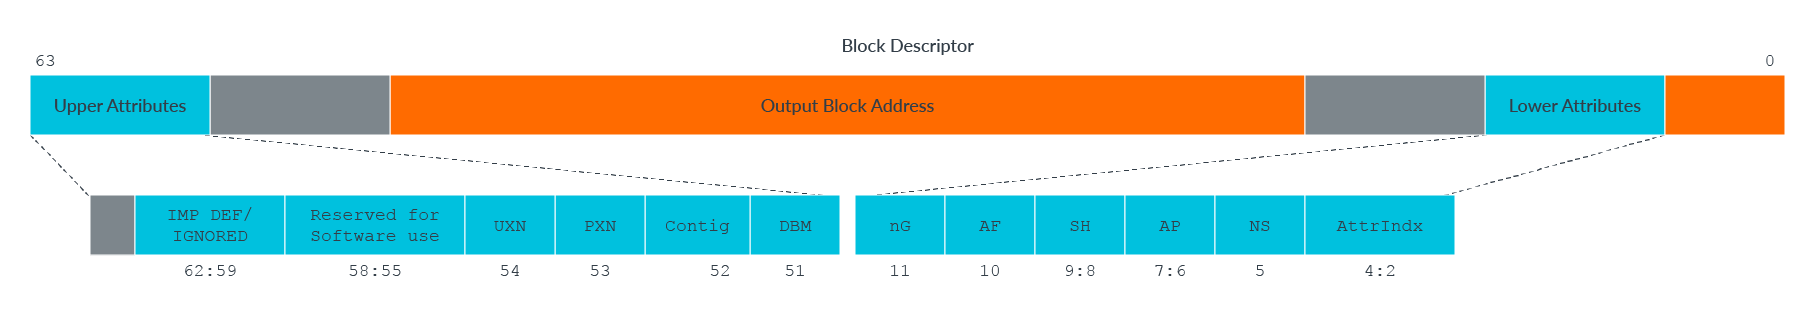 Block Descriptor
63 0
Upper Attributes Output Block Address Lower Attributes
IMP DEF/ IGNORED Reserved for Software use UXN PXN Contig DBM nG AF SH AP NS AttrIndx
62:59 58:55 54 53 52 51 11 10 9:8 7:6 5 4:2